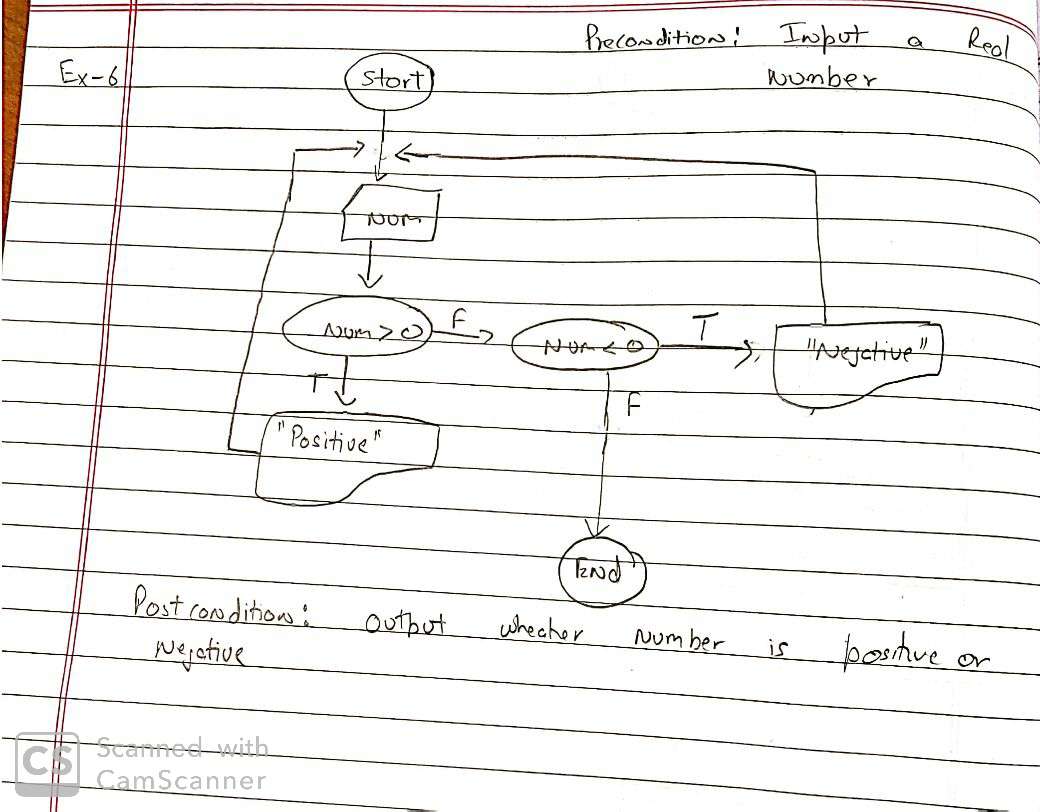 Precondition: Input a Real
Number
Ex-6
Start
Num
Num > 0
F
Num < 0
T
"Negative"
T
F
"Positive"
End
Postcondition: output wheather Number is positive or
Negative
CS Scanned with
CamScanner